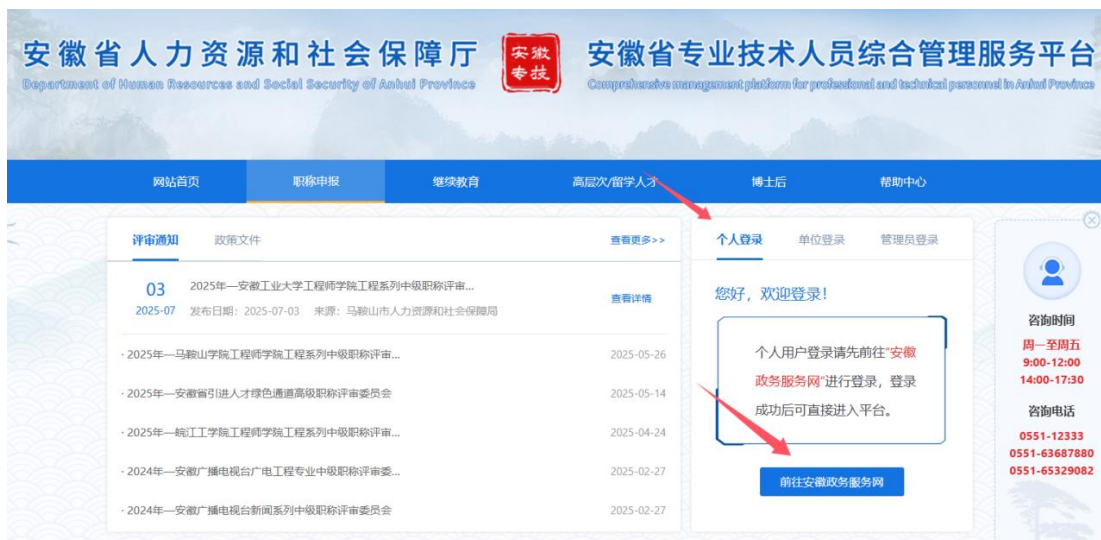 安徽省人力资源和社会保障厅
Department of Human Resources and Social Security of Anhui Province
安徽
专技
安徽省专业技术人员综合管理服务平台
Comprehensive management platform for professional and technical personnel in Anhui Province
网站首页 职称申报 继续教育 高层次/留学人才 博士后 帮助中心
评审通知 政策文件 查看更多>>
03
2025-07
2025年—安徽工业大学工程师学院工程系列中级职称评审...
发布日期：2025-07-03 来源：马鞍山市人力资源和社会保障局
查看详情
· 2025年—马鞍山学院工程师学院工程系列中级职称评审... 2025-05-26
· 2025年—安徽省引进人才绿色通道高级职称评审委员会 2025-05-14
· 2025年—皖江工学院工程师学院工程系列中级职称评审... 2025-04-24
· 2024年—安徽广播电视台广电工程专业中级职称评审委... 2025-02-27
· 2024年—安徽广播电视台新闻系列中级职称评审委员会 2025-02-27
个人登录 单位登录 管理员登录
您好，欢迎登录！
个人用户登录请先前往"安徽
政务服务网"进行登录，登录
成功后可直接进入平台。
前往安徽政务服务网
咨询时间
周一至周五
9:00-12:00
14:00-17:30
咨询电话
0551-12333
0551-63687880
0551-65329082